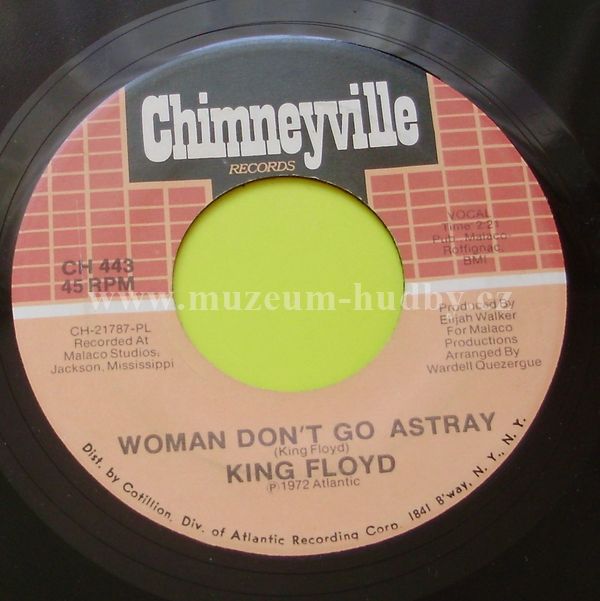 Chimneyville
RECORDS
VOCAL
Time 2:21
Pub. Malaco,
Roffignac,
BMI
CH 443
45 RPM
www.muzeum-hudby.cz
CH-21787-PL
Recorded At
Malaco Studios,
Jackson, Mississippi
Produced By
Elijah Walker
For Malaco
Productions
Arranged By
Wardell Quezergue
WOMAN DON'T GO ASTRAY
(King Floyd)
KING FLOYD
Ⓟ1972 Atlantic
Dist. by Cotillion, Div. of Atlantic Recording Corp. 1841 B'way, N.Y., N.Y.